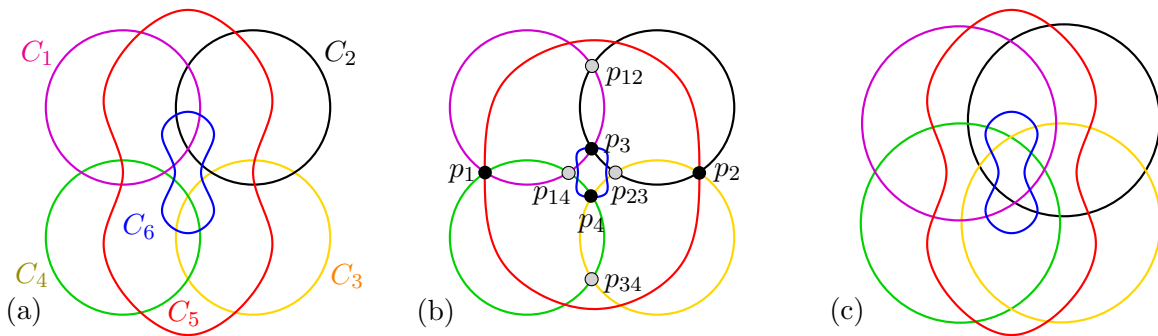 C₁ C₂
C₆
C₄ C₃
C₅
(a)
p₁₂
p₃
p₁ p₂
p₁₄ p₂₃
p₄
p₃₄
(b)
(c)